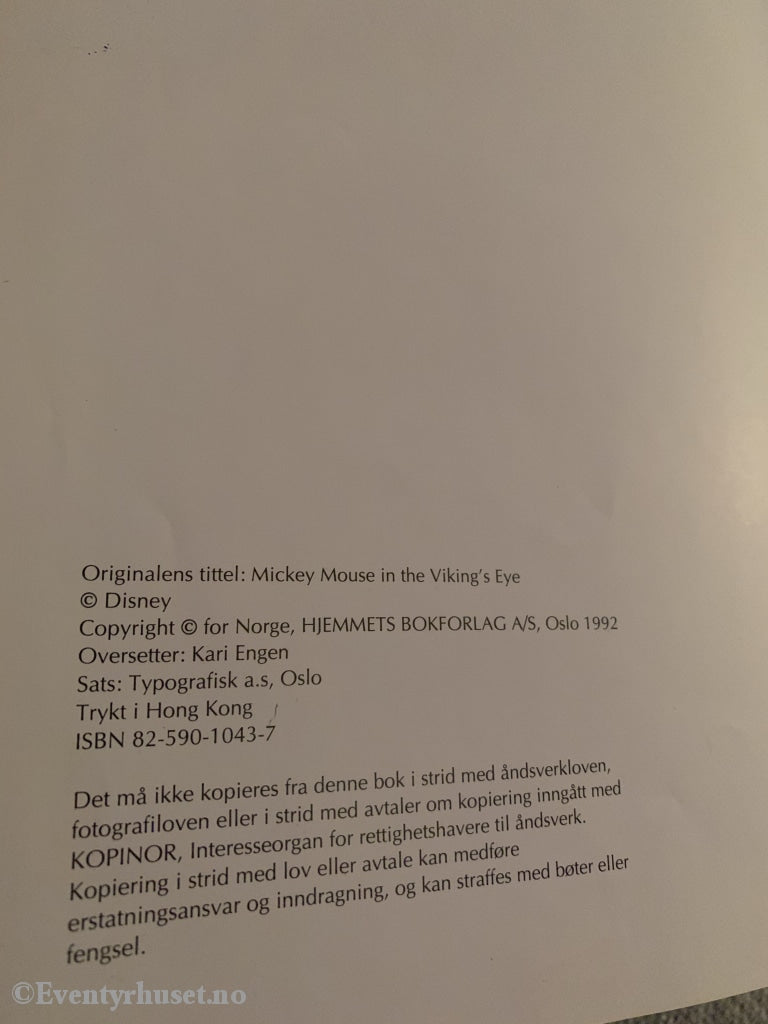 Originalens tittel: Mickey Mouse in the Viking's Eye
© Disney
Copyright © for Norge, HJEMMETS BOKFORLAG A/S, Oslo 1992
Oversetter: Kari Engen
Sats: Typografisk a.s, Oslo
Trykt i Hong Kong
ISBN 82-590-1043-7
Det må ikke kopieres fra denne bok i strid med åndsverkloven,
fotografiloven eller i strid med avtaler om kopiering inngått med
KOPINOR, Interesseorgan for rettighetshavere til åndsverk.
Kopiering i strid med lov eller avtale kan medføre
erstatningsansvar og inndragning, og kan straffes med bøter eller
fengsel.
©Eventyrhuset.no